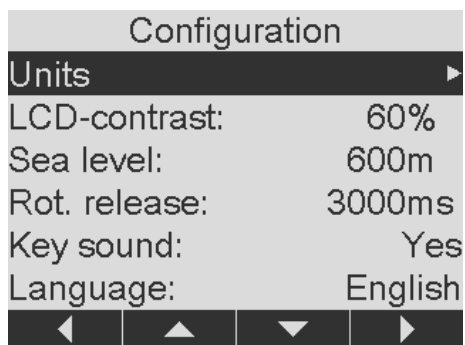 Configuration
Units
LCD-contrast: 60%
Sea level: 600m
Rot. release: 3000ms
Key sound: Yes
Language: English